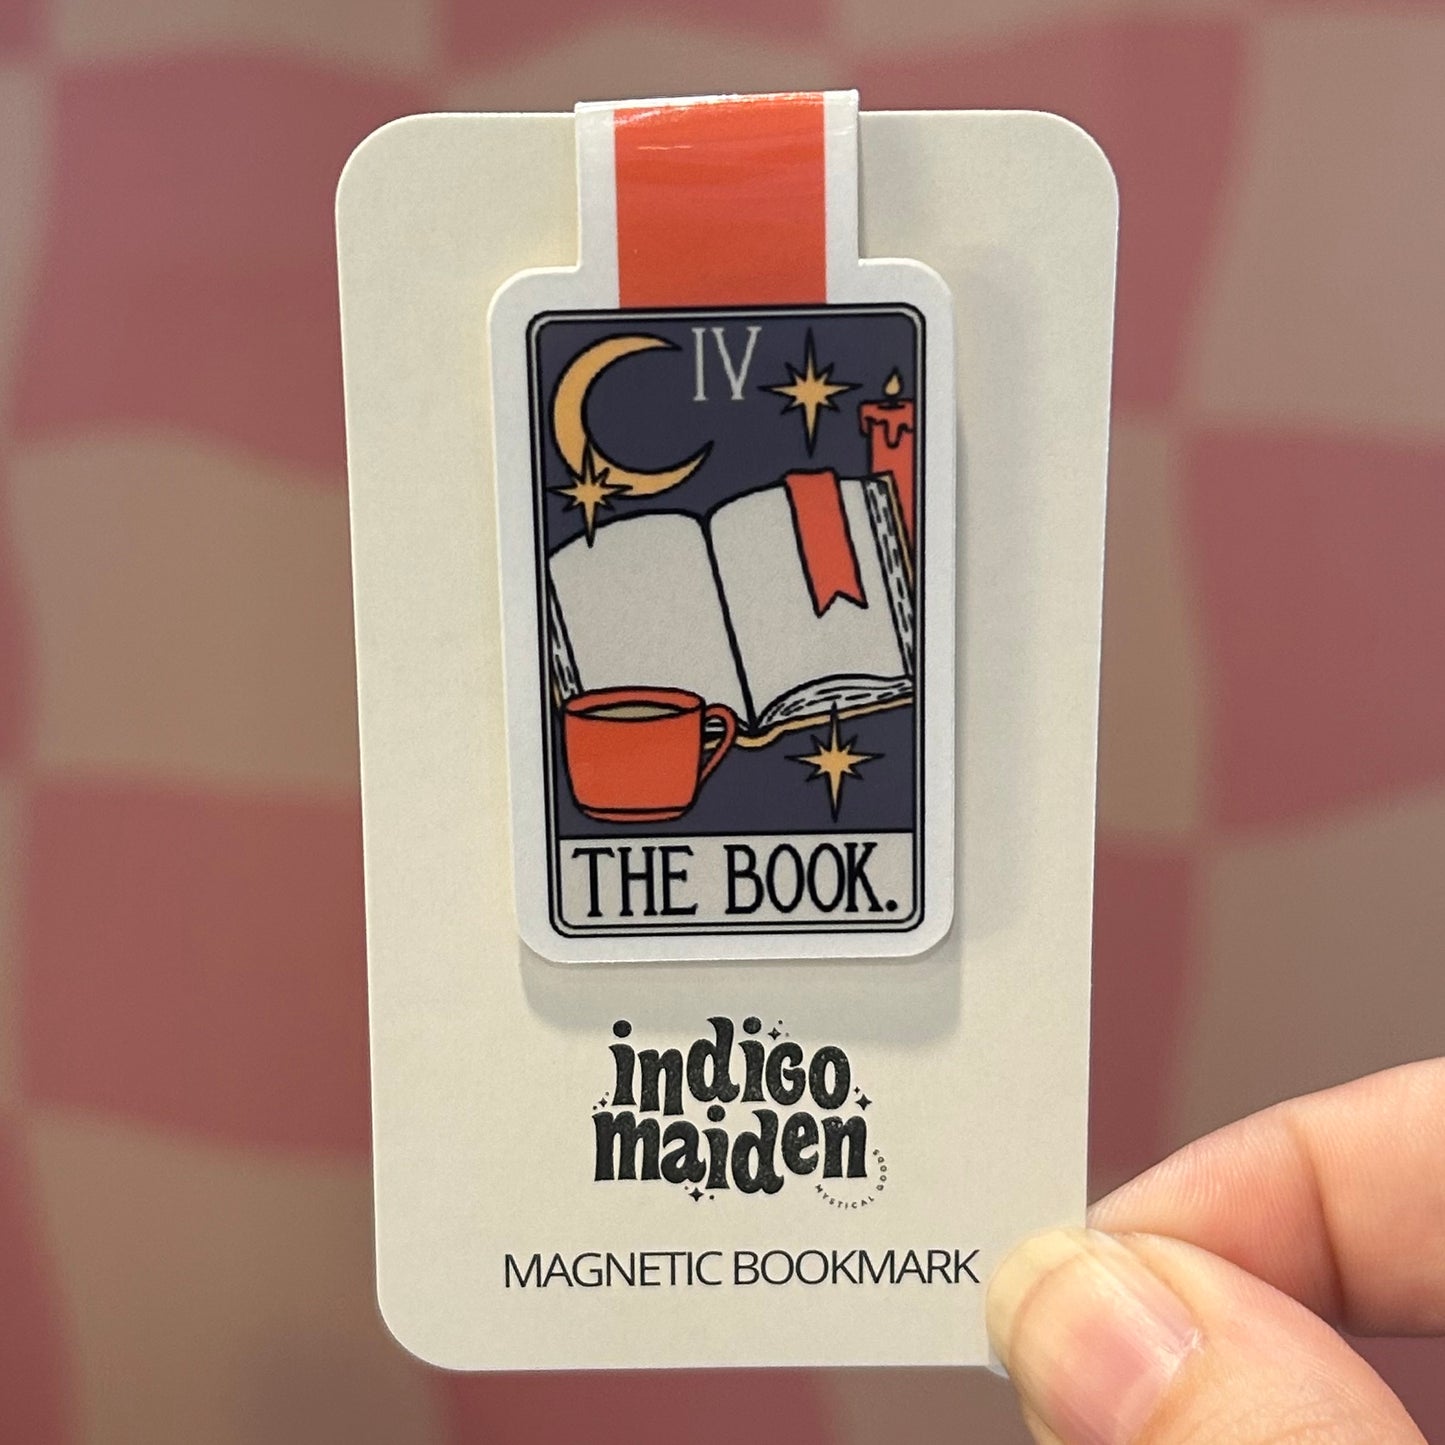 IV
THE BOOK.
indigo
maiden
MYSTICAL GOODS
MAGNETIC BOOKMARK